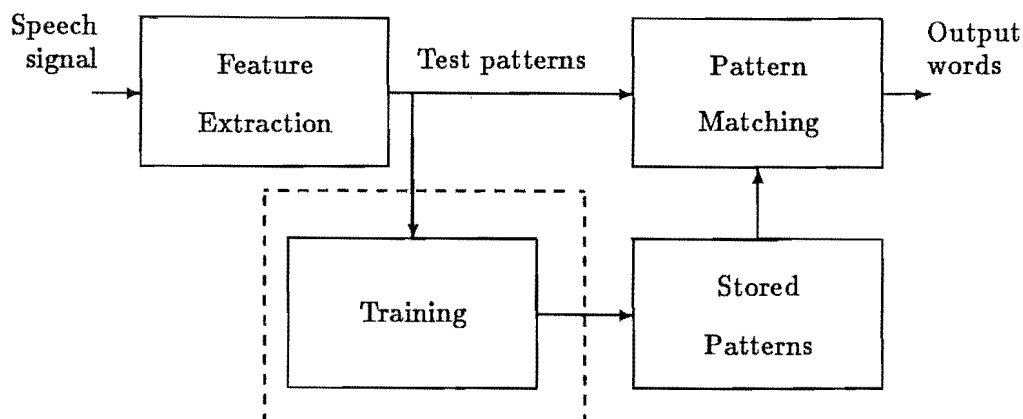 Speech
signal
Feature
Extraction
Test patterns
Pattern
Matching
Output
words
Training
Stored
Patterns